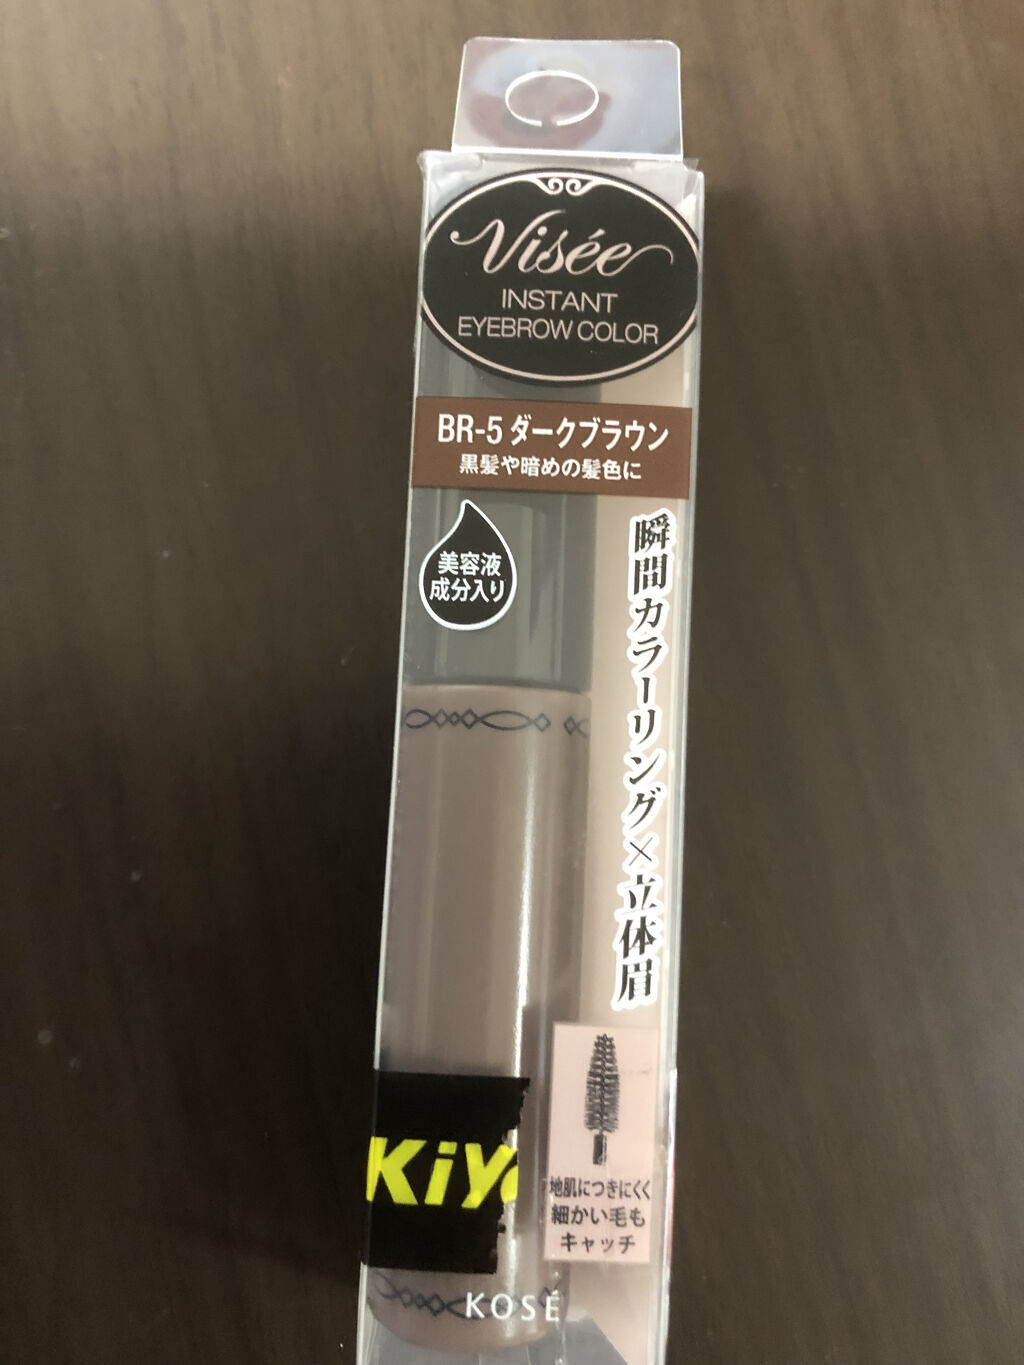 Visée
INSTANT
EYEBROW COLOR
BR-5 ダークブラウン
黒髪や暗めの髪色に
美容液
成分入り
瞬間カラーリング×立体眉
KiYo
地肌につきにくく
細かい毛も
キャッチ
KOSÉ